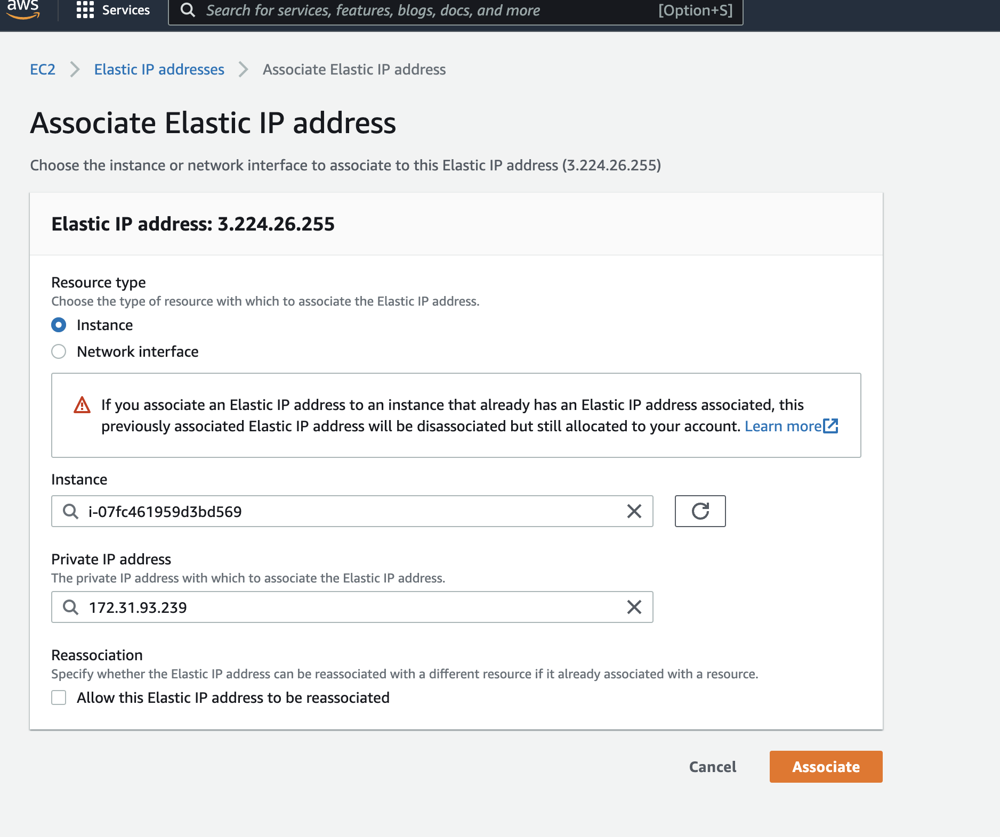 aws
Services
Search for services, features, blogs, docs, and more
[Option+S]
EC2
Elastic IP addresses
Associate Elastic IP address
Associate Elastic IP address
Choose the instance or network interface to associate to this Elastic IP address (3.224.26.255)
Elastic IP address: 3.224.26.255
Resource type
Choose the type of resource with which to associate the Elastic IP address.
Instance
Network interface
If you associate an Elastic IP address to an instance that already has an Elastic IP address associated, this
previously associated Elastic IP address will be disassociated but still allocated to your account. Learn more
Instance
i-07fc461959d3bd569
Private IP address
The private IP address with which to associate the Elastic IP address.
172.31.93.239
Reassociation
Specify whether the Elastic IP address can be reassociated with a different resource if it already associated with a resource.
Allow this Elastic IP address to be reassociated
Cancel
Associate